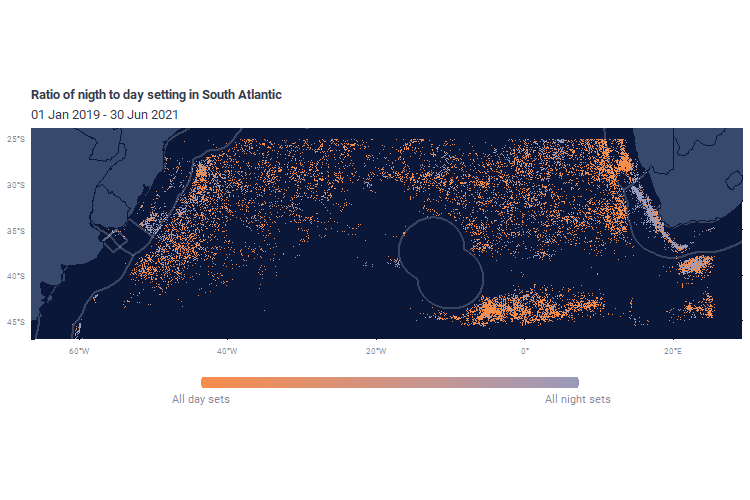 Ratio of nigth to day setting in South Atlantic
01 Jan 2019 - 30 Jun 2021
25°S
30°S
35°S
40°S
45°S
60°W 40°W 20°W 0° 20°E
All day sets All night sets